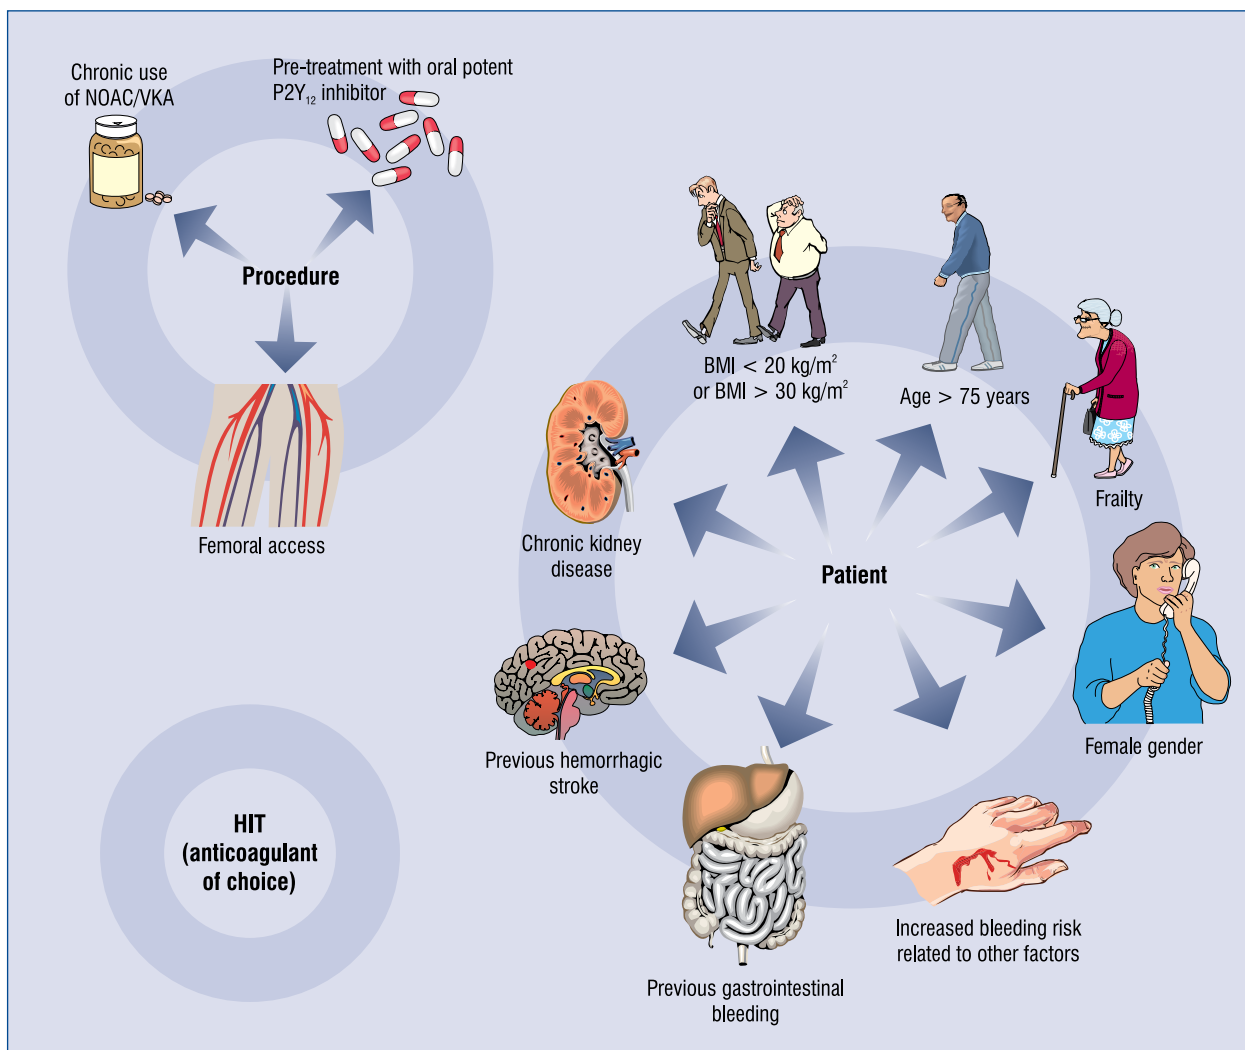 Chronic use
of NOAC/VKA
Pre-treatment with oral potent
P2Y₁₂ inhibitor
Procedure
Femoral access
BMI < 20 kg/m²
or BMI > 30 kg/m²
Age > 75 years
Frailty
Chronic kidney
disease
Patient
Previous hemorrhagic
stroke
Female gender
HIT
(anticoagulant
of choice)
Increased bleeding risk
related to other factors
Previous gastrointestinal
bleeding